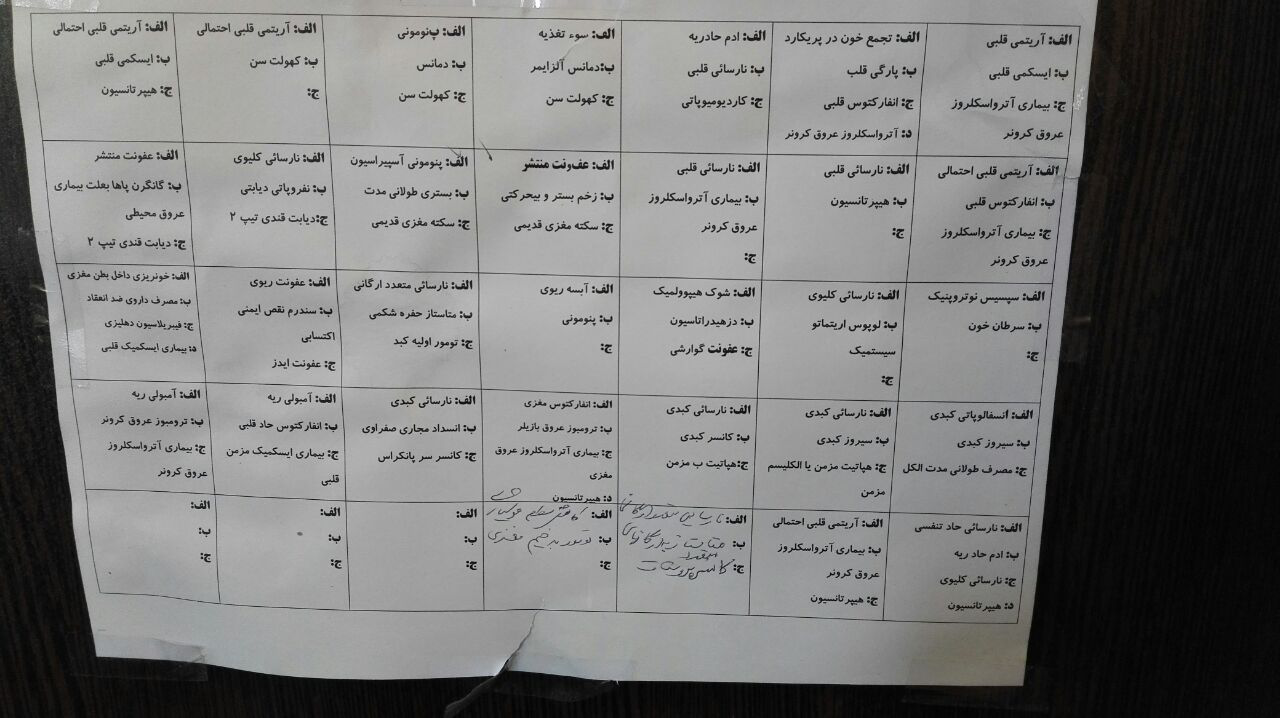 الف: آریتمی قلبی
ب: ایسکمی قلبی
ج: بیماری آترواسکلروز
عروق کرونر
الف: تجمع خون در پریکارد
ب: پارگی قلب
ج: انفارکتوس قلبی
د: آترواسکلروز عروق کرونر
الف: ادم حادریه
ب: نارسائی قلبی
ج: کاردیومیوپاتی
الف: سوء تغذیه
ب:دمانس آلزایمر
ج: کهولت سن
الف: پنومونی
ب: دمانس
ج: کهولت سن
الف: آریتمی قلبی احتمالی
ب: کهولت سن
ج:
الف: آریتمی قلبی احتمالی
ب: ایسکمی قلبی
ج: هیپرتانسیون
الف: آریتمی قلبی احتمالی
ب: انفارکتوس قلبی
ج: بیماری آترواسکلروز
عروق کرونر
الف: نارسائی قلبی
ب: هیپرتانسیون
ج:
الف: نارسائی قلبی
ب: بیماری آترواسکلروز
عروق کرونر
ج:
الف: عفونت منتشر
ب: زخم بستر و بیحرکتی
ج: سکته مغزی قدیمی
الف: پنومونی آسپیراسیون
ب: بستری طولانی مدت
ج: سکته مغزی قدیمی
الف: نارسائی کلیوی
ب: نفروپاتی دیابتی
ج:دیابت قندی تیپ ۲
الف: عفونت منتشر
ب: گانگرن پاها بعلت بیماری
عروق محیطی
ج: دیابت قندی تیپ ۲
الف: سپسیس نوتروپنیک
ب: سرطان خون
ج:
الف: نارسائی کلیوی
ب: لوپوس اریتماتو
سیستمیک
ج:
الف: شوک هیپوولمیک
ب: دزهیدراتاسیون
ج: عفونت گوارشی
الف: آبسه ریوی
ب: پنومونی
ج:
الف: نارسائی متعدد ارگانی
ب: متاستاز حفره شکمی
ج: تومور اولیه کبد
الف: عفونت ریوی
ب: سندرم نقص ایمنی
اکتسابی
ج: عفونت ایدز
الف: خونریزی داخل بطن مغزی
ب: مصرف داروی ضد انعقاد
ج: فیبریلاسیون دهلیزی
د: بیماری ایسکمیک قلبی
الف: آنسفالوپاتی کبدی
ب: سیروز کبدی
ج: مصرف طولانی مدت الکل
الف: نارسائی کبدی
ب: سیروز کبدی
ج: هپاتیت مزمن یا الکلیسم
مزمن
الف: نارسائی کبدی
ب: کانسر کبدی
ج:هپاتیت ب مزمن
الف: انفارکتوس مغزی
ب: ترومبوز عروق بازیلر
ج: بیماری آترواسکلروز عروق
مغزی
د: هیپرتانسیون
الف: نارسائی کبدی
ب: انسداد مجاری صفراوی
ج: کانسر سر پانکراس
الف: آمبولی ریه
ب: انفارکتوس حاد قلبی
ج: بیماری ایسکمیک مزمن
قلبی
الف: آمبولی ریه
ب: ترومبوز عروق کرونر
ج: بیماری آترواسکلروز
عروق کرونر
الف: نارسائی حاد تنفسی
ب: ادم حاد ریه
ج: نارسائی کلیوی
د: هیپرتانسیون
الف: آریتمی قلبی احتمالی
ب: بیماری آترواسکلروز
عروق کرونر
ج: هیپرتانسیون
الف: نارسایی
ب: متاستاز
ج: پروستات
الف: کاهش سطح هوشیاری
ب: تومور بدخیم مغزی
ج:
الف:
ب:
ج:
الف:
ب:
ج:
الف:
ب:
ج: